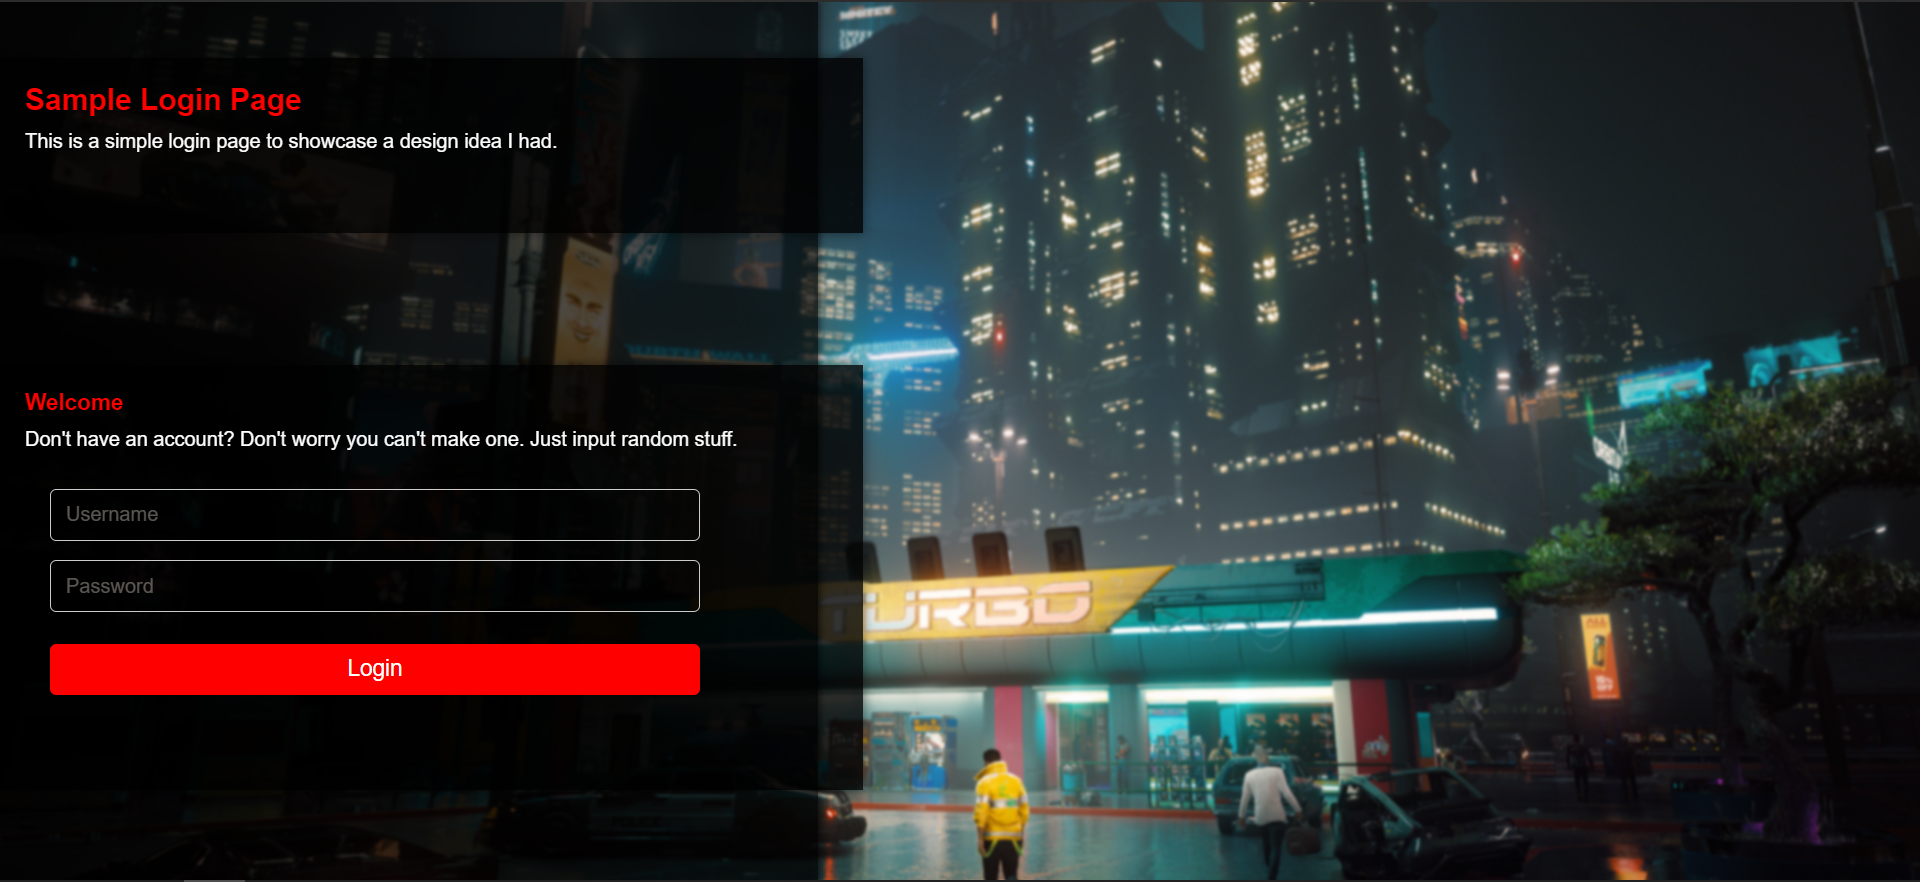 Sample Login Page
This is a simple login page to showcase a design idea I had.
Welcome
Don't have an account? Don't worry you can't make one. Just input random stuff.
Username
Password
Login
TURBO